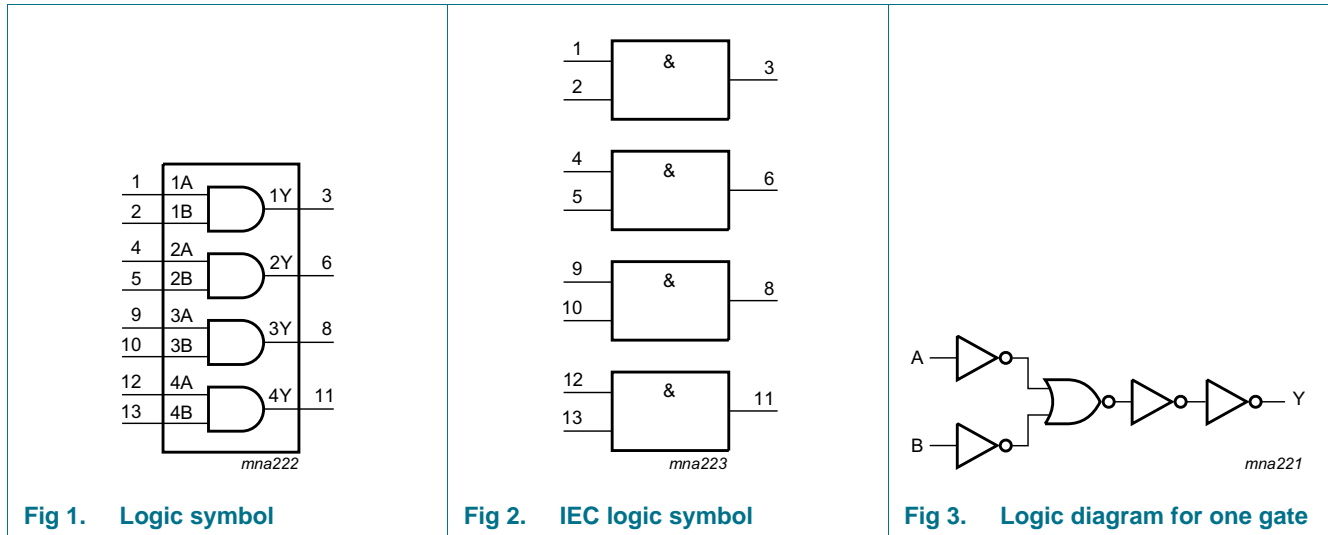 1 1A 1Y 3
2 1B
4 2A 2Y 6
5 2B
9 3A 3Y 8
10 3B
12 4A 4Y 11
13 4B
mna222
Fig 1. Logic symbol
1 & 3
2
4 & 6
5
9 & 8
10
12 & 11
13
mna223
Fig 2. IEC logic symbol
A
B
Y
mna221
Fig 3. Logic diagram for one gate